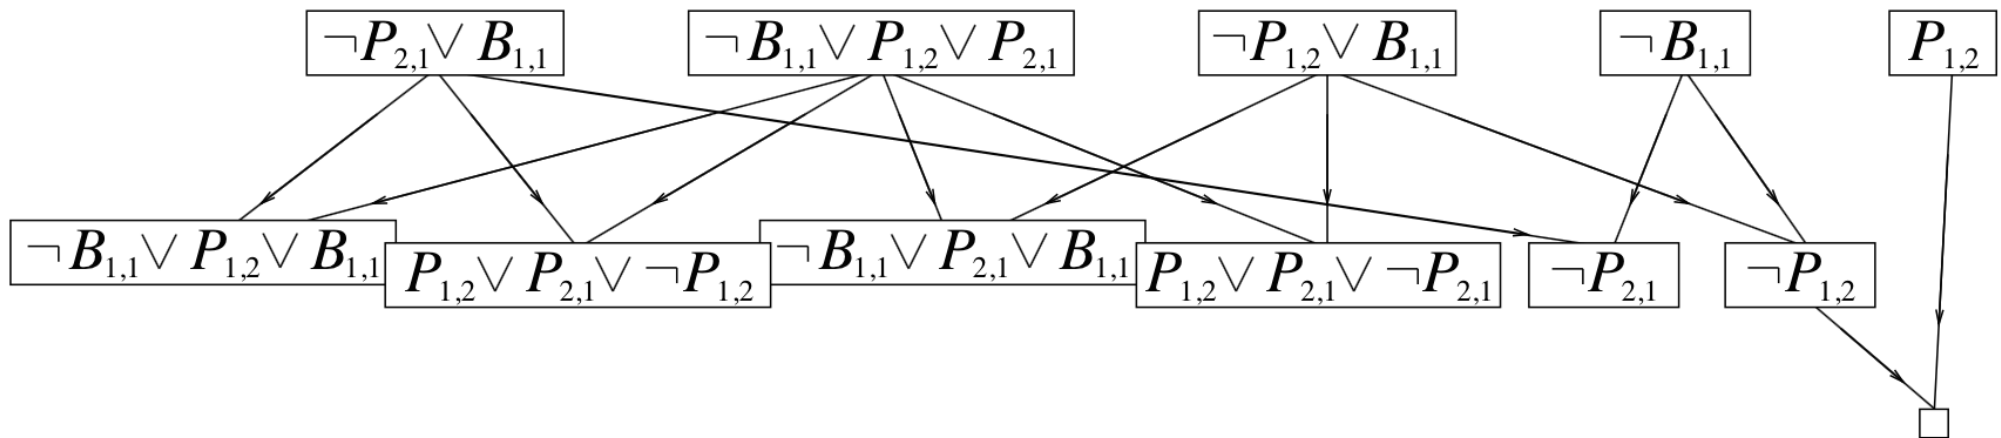 ¬P2,1 ∨ B1,1
¬B1,1 ∨ P1,2 ∨ P2,1
¬P1,2 ∨ B1,1
¬B1,1
P1,2
¬B1,1 ∨ P1,2 ∨ B1,1
P1,2 ∨ P2,1 ∨ ¬P1,2
¬B1,1 ∨ P2,1 ∨ B1,1
P1,2 ∨ P2,1 ∨ ¬P2,1
¬P2,1
¬P1,2